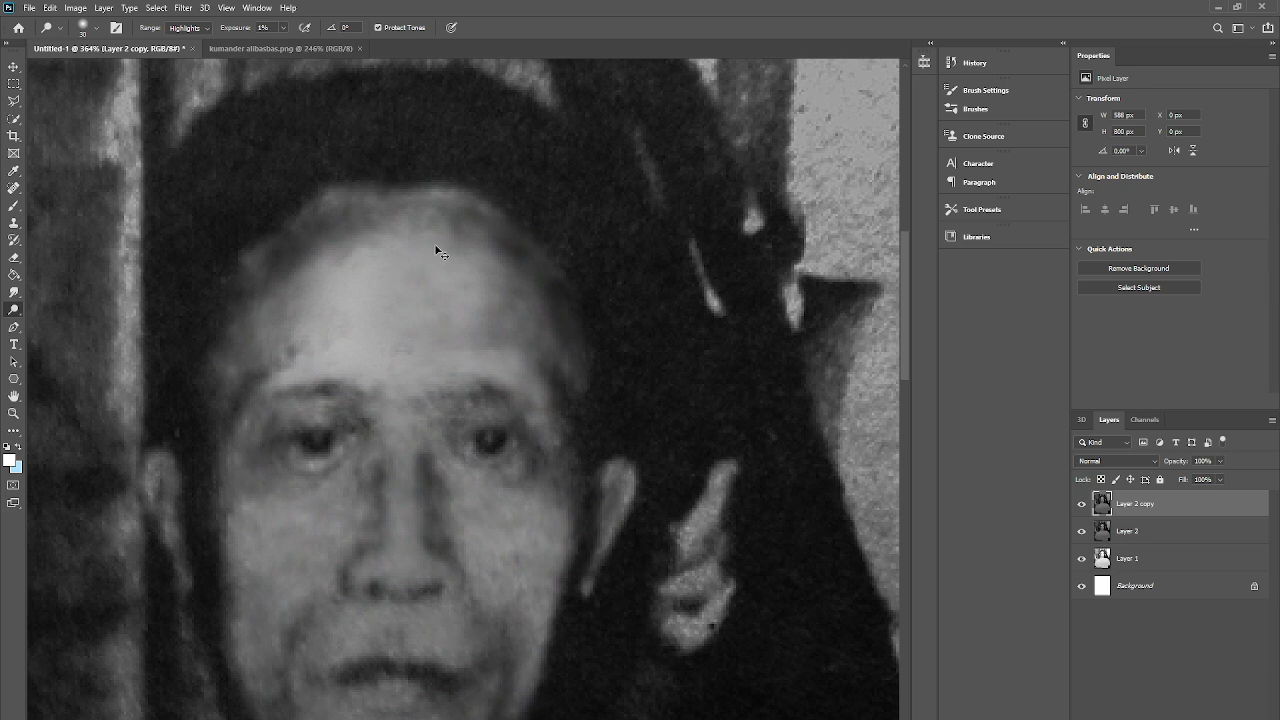 Ps File Edit Image Layer Type Select Filter 3D View Window Help
30 Range: Highlights Exposure: 1% 0° Protect Tones
Untitled-1 @ 364% (Layer 2 copy, RGB/8#) * × kumander alibasbas.png @ 246% (RGB/8) ×
History
Brush Settings
Brushes
Clone Source
Character
Paragraph
Tool Presets
Libraries
Properties
Pixel Layer
Transform
W 588 px X 0 px
H 800 px Y 0 px
0.00°
Align and Distribute
Align:
Quick Actions
Remove Background
Select Subject
3D Layers Channels
Kind
Normal Opacity: 100%
Lock: Fill: 100%
Layer 2 copy
Layer 2
Layer 1
Background